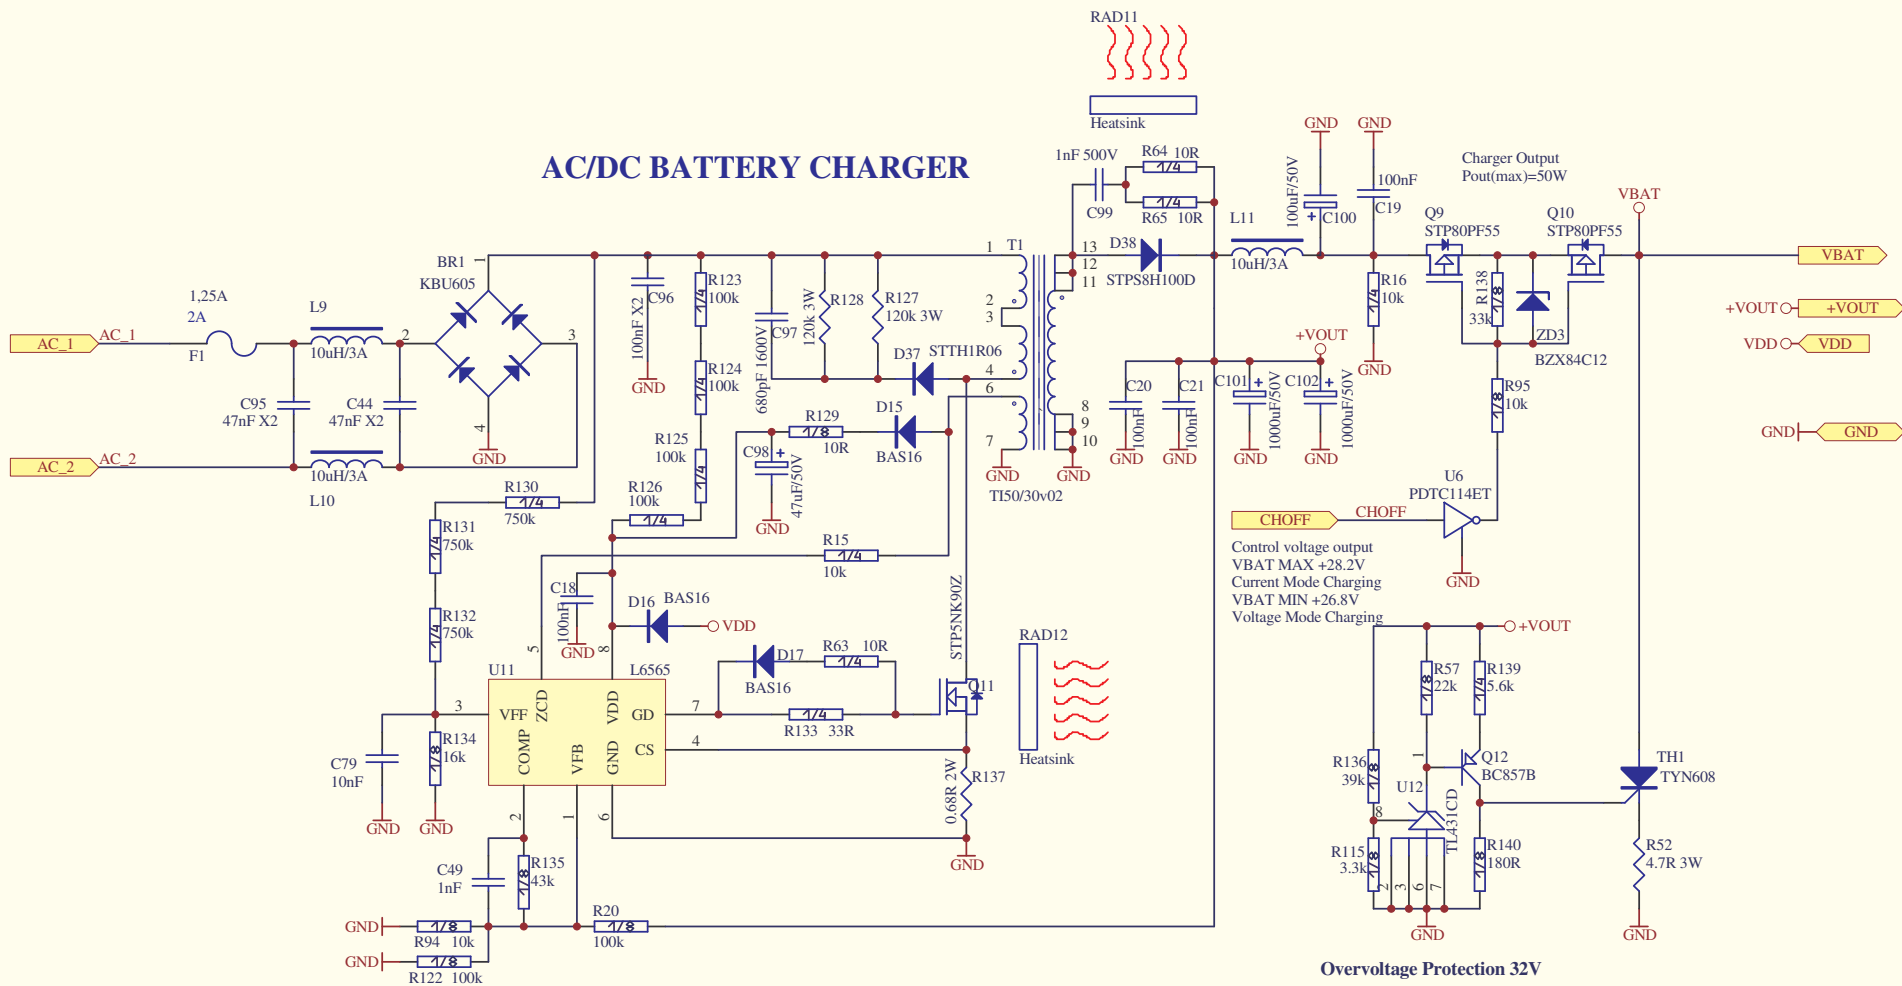 RAD11
Heatsink
AC/DC BATTERY CHARGER
1nF 500V
R64 10R
C99
R65 10R
GND
GND
100uF/50V
C100
100nF
C19
Charger Output
Pout(max)=50W
Q9
STP80PF55
Q10
STP80PF55
VBAT
VBAT
BR1
KBU605
1
2
3
4
GND
1,25A
2A
F1
L9
10uH/3A
AC_1
AC_1
C95
47nF X2
C44
47nF X2
AC_2
AC_2
10uH/3A
L10
C96
100nF X2
GND
R123
100k
R124
100k
R125
100k
R126
100k
C97
680pF 1600V
R128
120k 3W
R127
120k 3W
D37
STTH1R06
1
T1
2
3
4
6
7
GND
13
12
11
8
9
10
GND
TI50/30v02
D38
STPS8H100D
L11
10uH/3A
R16
10k
GND
R138
33k
ZD3
BZX84C12
R95
10k
+VOUT
+VOUT
VDD
VDD
GND
GND
+VOUT
C20
100nF
GND
C21
100nF
GND
C101
1000uF/50V
GND
C102
1000uF/50V
GND
R129
10R
D15
BAS16
C98
47uF/50V
GND
R130
750k
R131
750k
R132
750k
R15
10k
U6
PDTC114ET
CHOFF
CHOFF
GND
Control voltage output
VBAT MAX +28.2V
Current Mode Charging
VBAT MIN +26.8V
Voltage Mode Charging
C18
100nF
GND
D16
BAS16
VDD
5
8
U11
L6565
3
VFF
ZCD
VDD
GD
7
COMP
VFB
GND
CS
4
2
1
6
D17
BAS16
R63 10R
R133 33R
STP5NK90Z
Q11
RAD12
Heatsink
R137
0.68R 2W
GND
C79
10nF
GND
R134
16k
GND
C49
1nF
R135
43k
GND
R94 10k
GND
R122 100k
R20
100k
+VOUT
R57
22k
R139
5.6k
R136
39k
1
U12
8
TL431CD
Q12
BC857B
R115
3.3k
2
3
6
7
R140
180R
GND
TH1
TYN608
R52
4.7R 3W
GND
Overvoltage Protection 32V